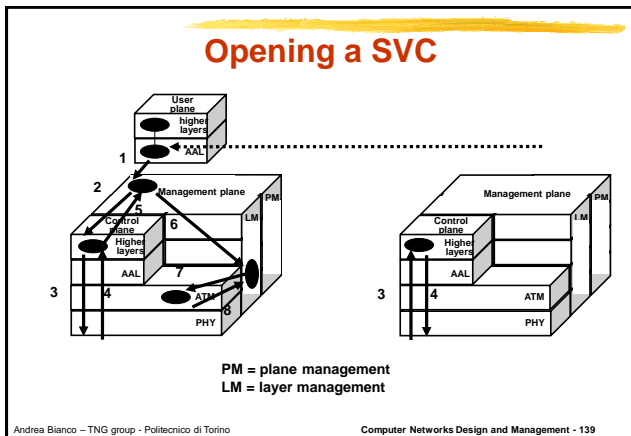 Opening a SVC
User
plane
higher
layers
AAL
1
2
Management plane
PM
5
LM
6
Control
plane
Higher
layers
AAL
7
3
4
ATM
8
PHY
Management plane
PM
LM
Control
plane
Higher
layers
AAL
3
4
ATM
PHY
PM = plane management
LM = layer management
Andrea Bianco – TNG group - Politecnico di Torino
Computer Networks Design and Management - 139